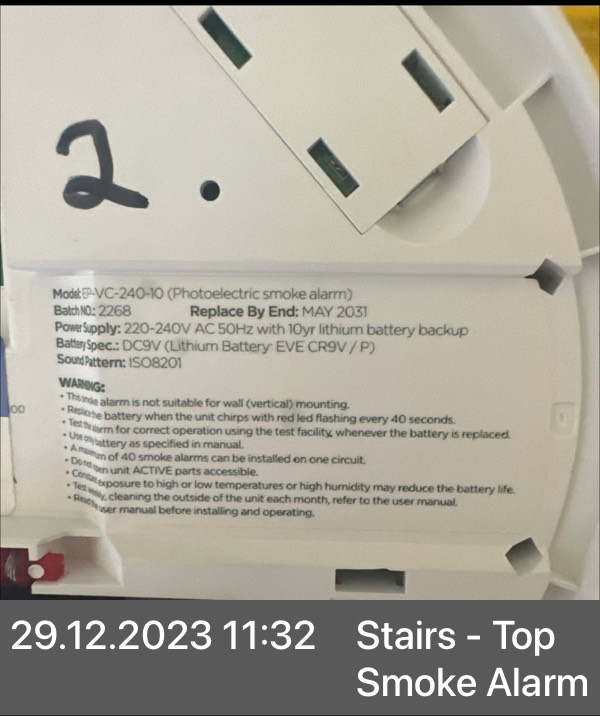 2.
Model: EP-VC-240-10 (Photoelectric smoke alarm)
Batch NO.: 2268 Replace By End: MAY 2031
Power Supply: 220-240V AC 50Hz with 10yr lithium battery backup
Battery Spec.: DC9V (Lithium Battery EVE CR9V / P)
Sound Pattern: ISO8201
WARNING:
• This smoke alarm is not suitable for wall (vertical) mounting.
• Replace the battery when the unit chirps with red led flashing every 40 seconds.
• Test the alarm for correct operation using the test facility, whenever the battery is replaced.
• Use only battery as specified in manual.
• A maximum of 40 smoke alarms can be installed on one circuit.
• Do not open unit ACTIVE parts accessible.
• Constant exposure to high or low temperatures or high humidity may reduce the battery life.
• Test weekly, cleaning the outside of the unit each month, refer to the user manual.
• Read the user manual before installing and operating.
00
29.12.2023 11:32 Stairs - Top
Smoke Alarm